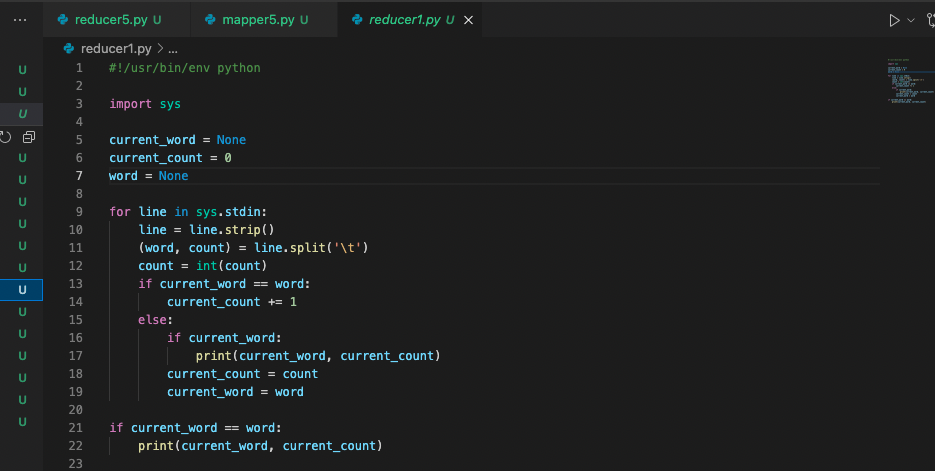 ... reducer5.py U mapper5.py U reducer1.py U ×
reducer1.py > ...
U 1 #!/usr/bin/env python
2
U 3 import sys
U 4
5 current_word = None
U 6 current_count = 0
U 7 word = None
8
U 9 for line in sys.stdin:
U 10     line = line.strip()
U 11     (word, count) = line.split('\t')
U 12     count = int(count)
U 13     if current_word == word:
14         current_count += 1
U 15     else:
U 16         if current_word:
17             print(current_word, current_count)
U 18         current_count = count
U 19         current_word = word
U 20
U 21 if current_word == word:
22     print(current_word, current_count)
23